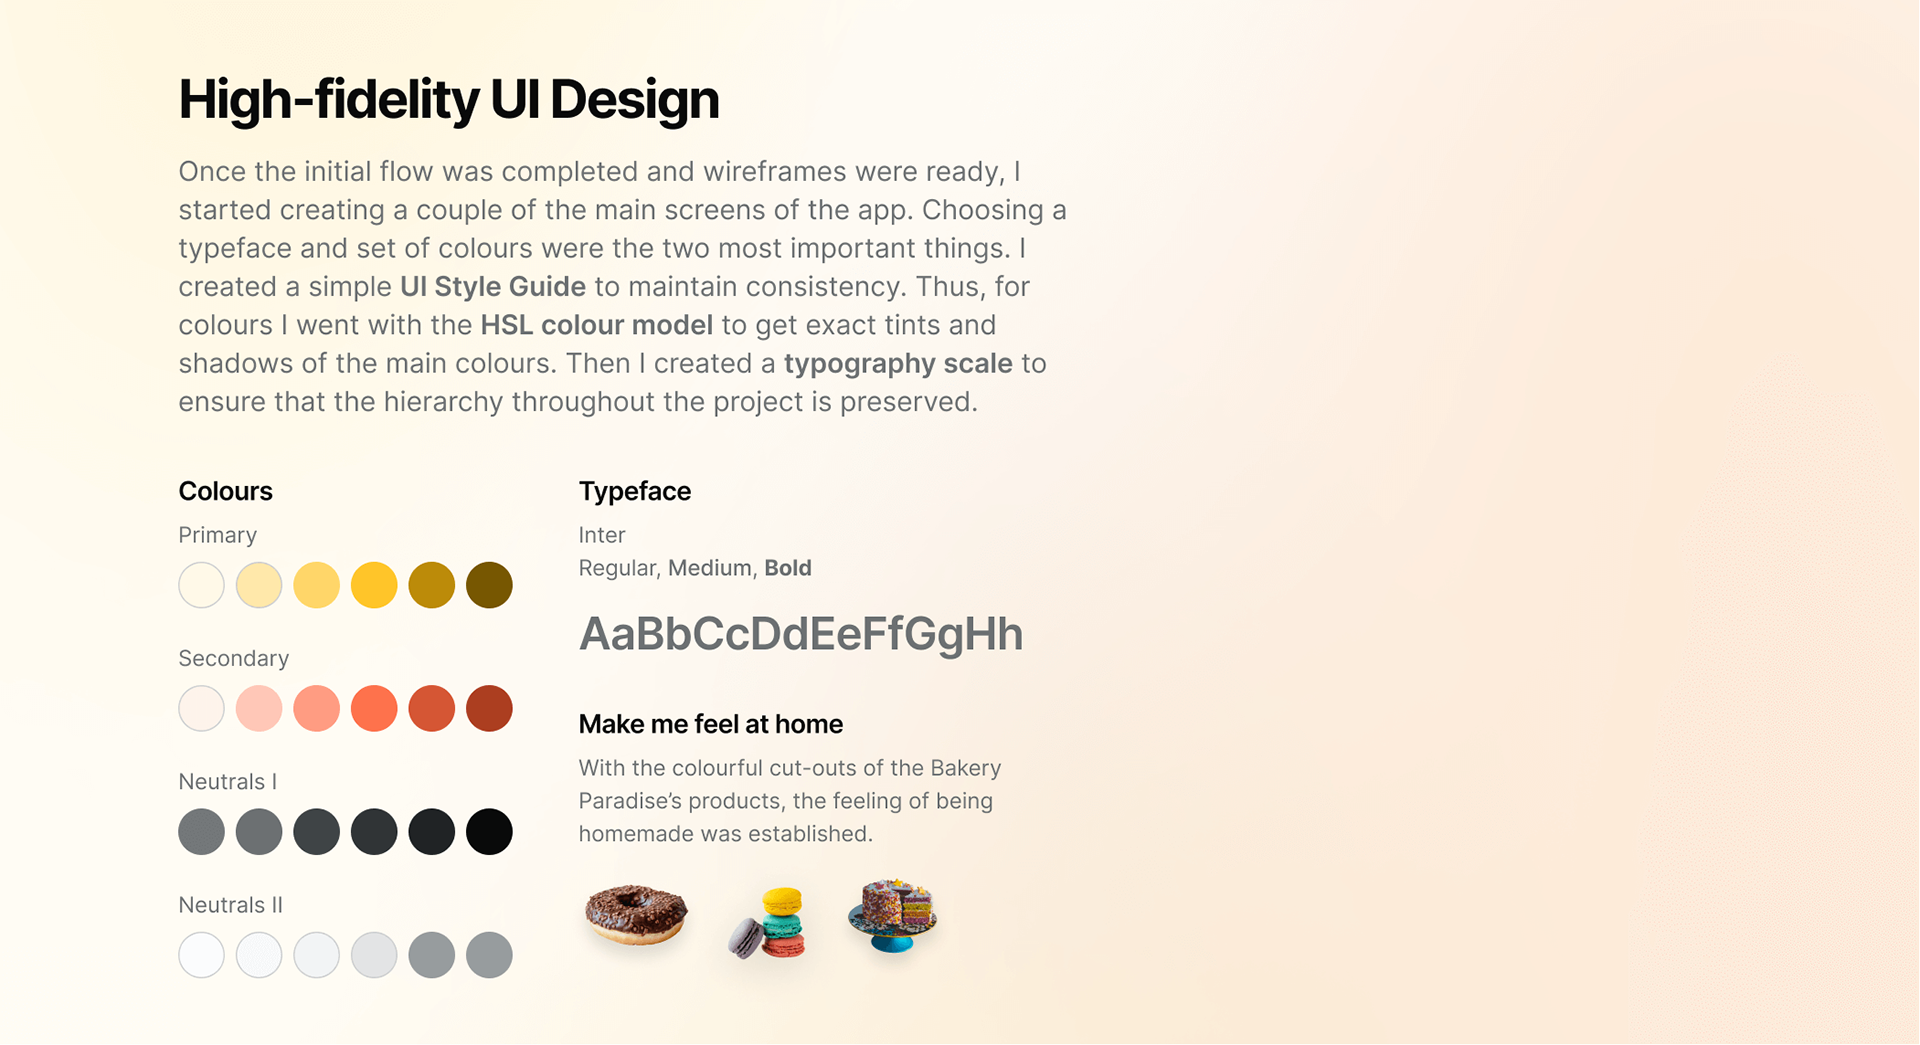 High-fidelity UI Design
Once the initial flow was completed and wireframes were ready, I
started creating a couple of the main screens of the app. Choosing a
typeface and set of colours were the two most important things. I
created a simple UI Style Guide to maintain consistency. Thus, for
colours I went with the HSL colour model to get exact tints and
shadows of the main colours. Then I created a typography scale to
ensure that the hierarchy throughout the project is preserved.
Colours
Primary
Secondary
Neutrals I
Neutrals II
Typeface
Inter
Regular, Medium, Bold
AaBbCcDdEeFfGgHh
Make me feel at home
With the colourful cut-outs of the Bakery
Paradise’s products, the feeling of being
homemade was established.